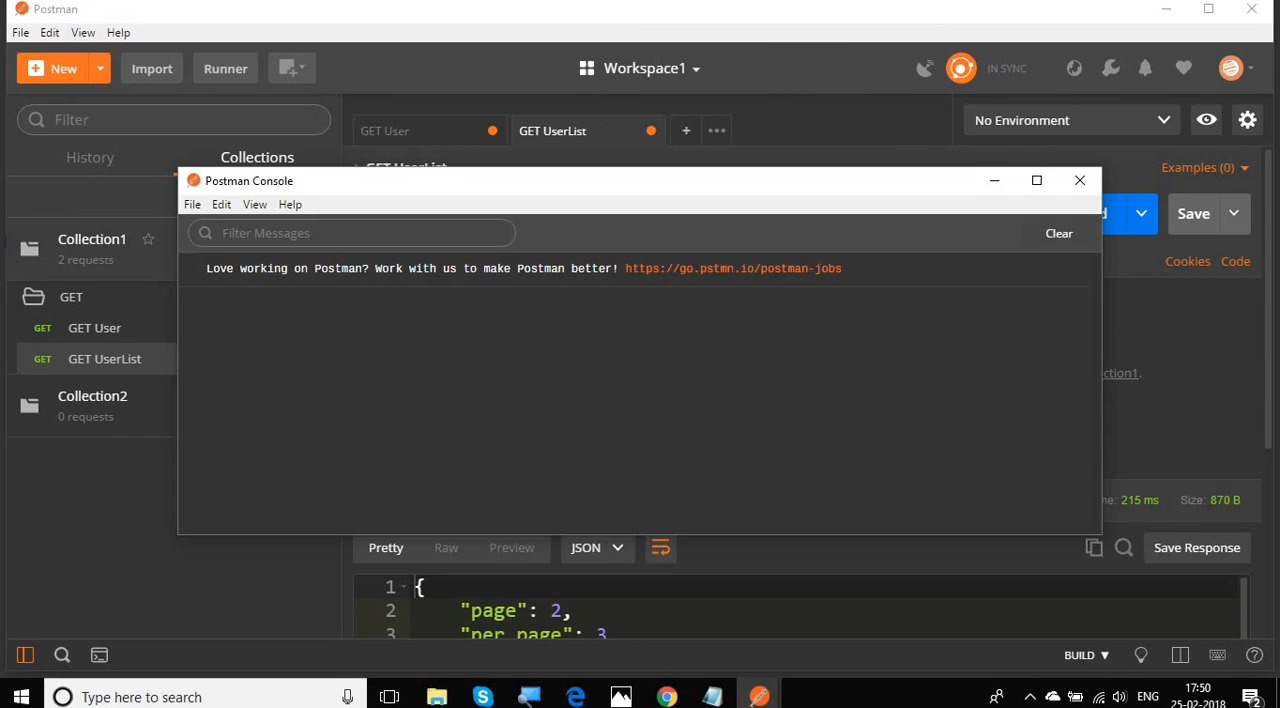 Postman
File Edit View Help
New Import Runner Workspace1 IN SYNC
Filter GET User GET UserList No Environment
History Collections
Examples (0)
Postman Console
File Edit View Help
Filter Messages Clear
Save
Collection1
2 requests
Cookies Code
Love working on Postman? Work with us to make Postman better! https://go.pstmn.io/postman-jobs
GET
GET GET User
GET GET UserList
ction1.
Collection2
0 requests
215 ms Size: 870 B
Pretty Raw Preview JSON Save Response
1 {
2 "page": 2,
3 "per_page": 3
BUILD
Type here to search
ENG
17:50
25-02-2018
2